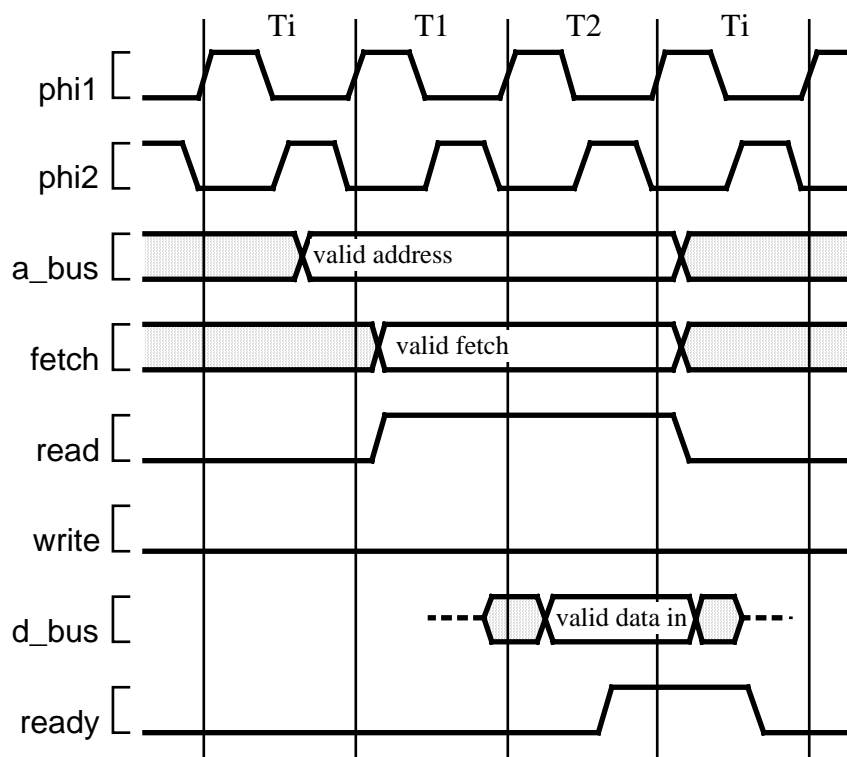 Ti T1 T2 Ti
phi1
phi2
a_bus
valid address
fetch
valid fetch
read
write
d_bus
valid data in
ready